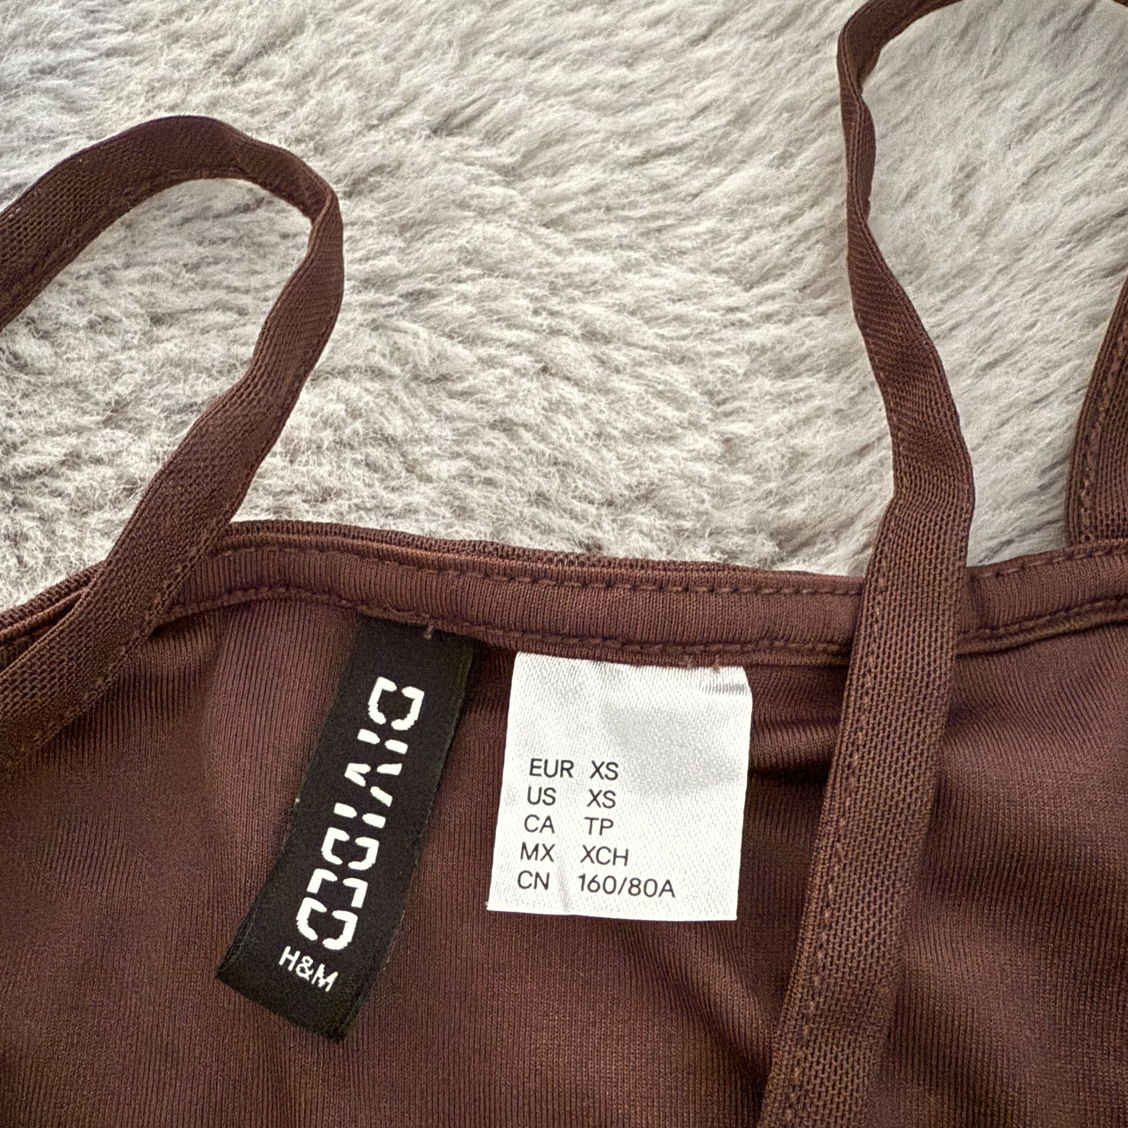 DIVIDED
H&M
EUR XS
US XS
CA TP
MX XCH
CN 160/80A